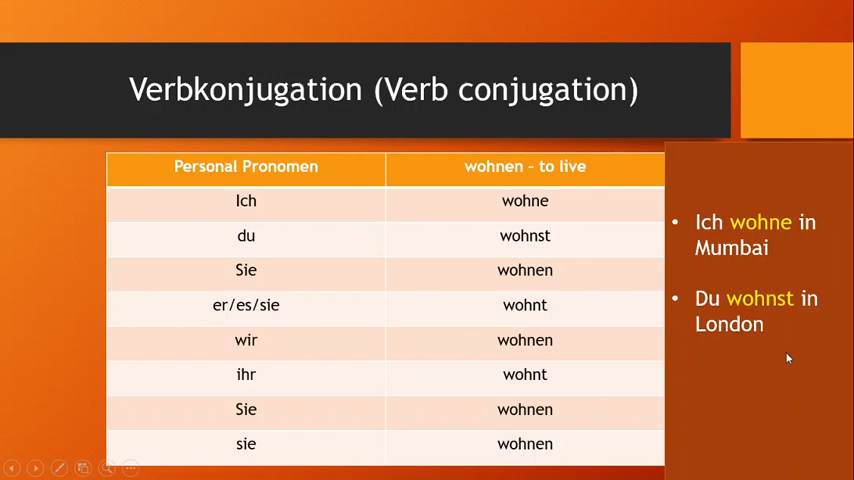 Verbkonjugation (Verb conjugation)
Personal Pronomen wohnen - to live
Ich wohne
du wohnst
Sie wohnen
er/es/sie wohnt
wir wohnen
ihr wohnt
Sie wohnen
sie wohnen
• Ich wohne in
Mumbai
• Du wohnst in
London